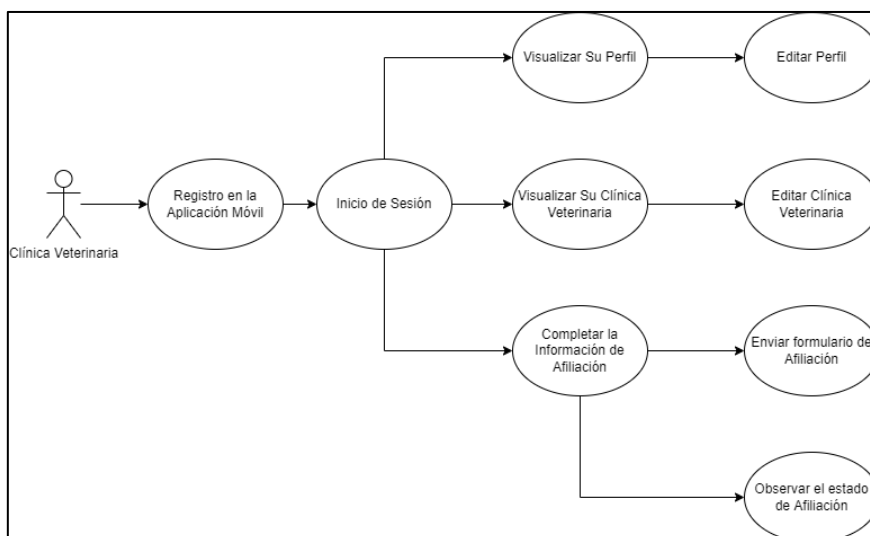 Visualizar Su Perfil
Editar Perfil
Clínica Veterinaria
Registro en la
Aplicación Móvil
Inicio de Sesión
Visualizar Su Clínica
Veterinaria
Editar Clínica
Veterinaria
Completar la
Información de
Afiliación
Enviar formulario de
Afiliación
Observar el estado
de Afiliación